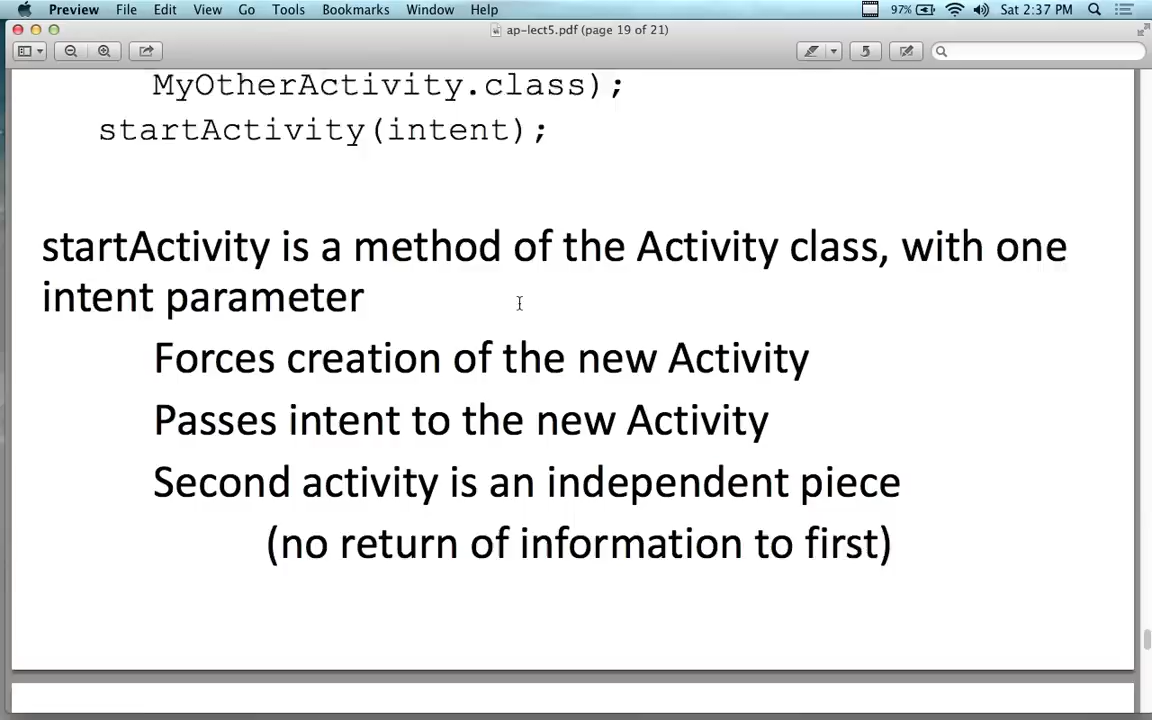 Preview File Edit View Go Tools Bookmarks Window Help 97% Sat 2:37 PM
ap-lect5.pdf (page 19 of 21)
5
MyOtherActivity.class);
startActivity(intent);
startActivity is a method of the Activity class, with one
intent parameter
Forces creation of the new Activity
Passes intent to the new Activity
Second activity is an independent piece
(no return of information to first)